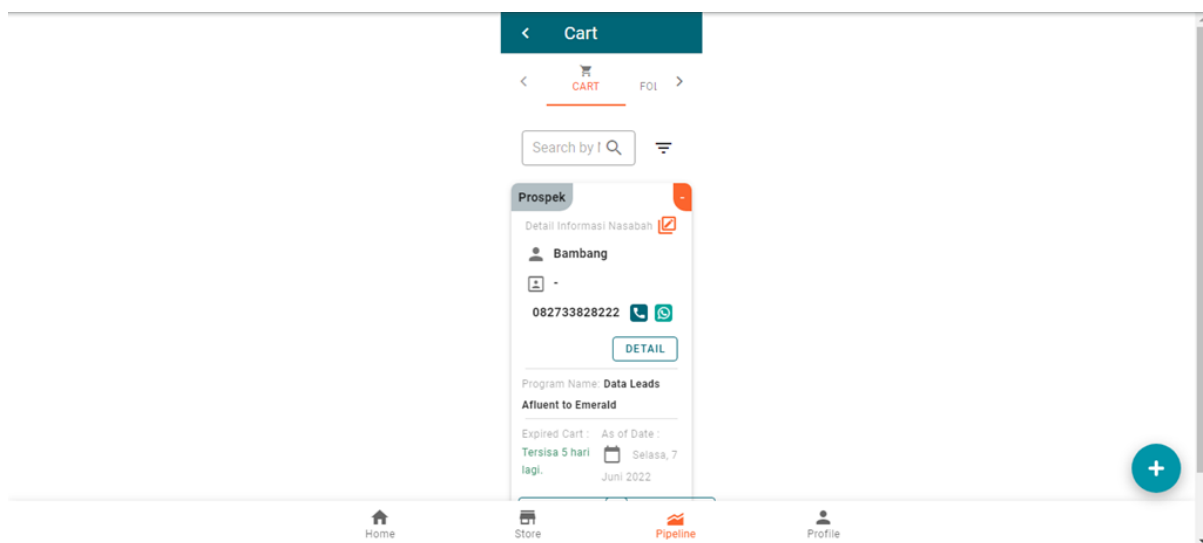 Cart
CART
FOL
Search by N
Prospek
-
Detail Informasi Nasabah
Bambang
-
082733828222
DETAIL
Program Name: Data Leads
Afluent to Emerald
Expired Cart :
Tersisa 5 hari
lagi.
As of Date :
Selasa, 7
Juni 2022
+
Home
Store
Pipeline
Profile